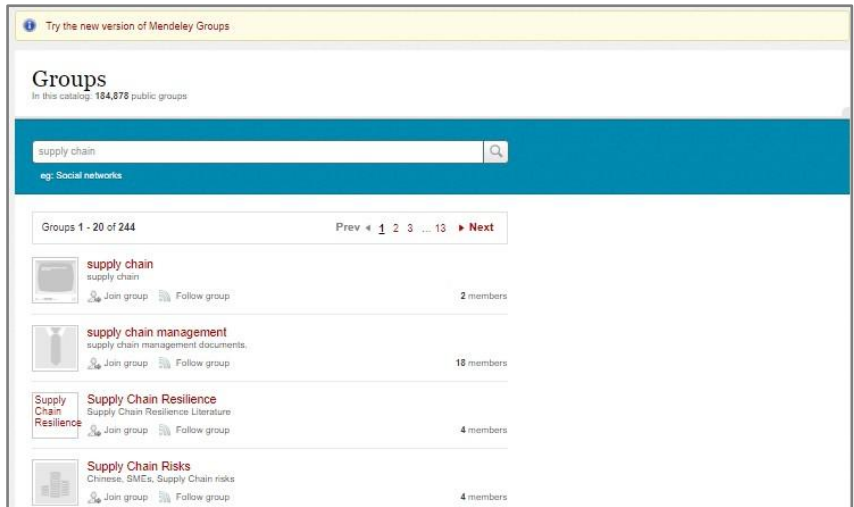 Try the new version of Mendeley Groups
Groups
In this catalog: 184,878 public groups
supply chain
eg: Social networks
Groups 1 - 20 of 244 Prev 1 2 3 ... 13 Next
supply chain
supply chain
Join group Follow group 2 members
supply chain management
supply chain management documents.
Join group Follow group 18 members
Supply
Chain
Resilience
Supply Chain Resilience
Supply Chain Resilience Literature
Join group Follow group 4 members
Supply Chain Risks
Chinese, SMEs, Supply Chain risks
Join group Follow group 4 members